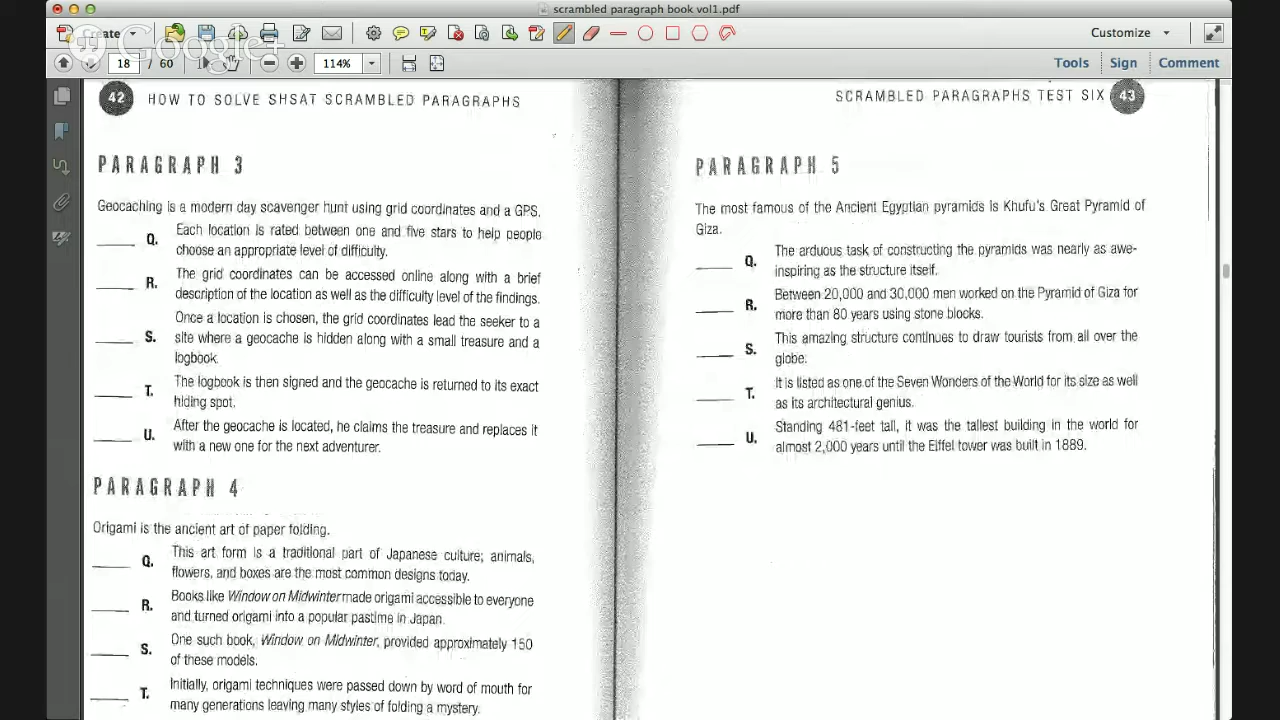 scrambled paragraph book vol1.pdf
Create
Customize
Google+
18 / 60
114%
Tools
Sign
Comment
42 HOW TO SOLVE SHSAT SCRAMBLED PARAGRAPHS
PARAGRAPH 3
Geocaching is a modern day scavenger hunt using grid coordinates and a GPS.
____ Q. Each location is rated between one and five stars to help people
choose an appropriate level of difficulty.
____ R. The grid coordinates can be accessed online along with a brief
description of the location as well as the difficulty level of the findings.
____ S. Once a location is chosen, the grid coordinates lead the seeker to a
site where a geocache is hidden along with a small treasure and a
logbook.
____ T. The logbook is then signed and the geocache is returned to its exact
hiding spot.
____ U. After the geocache is located, he claims the treasure and replaces it
with a new one for the next adventurer.
PARAGRAPH 4
Origami is the ancient art of paper folding.
____ Q. This art form is a traditional part of Japanese culture; animals,
flowers, and boxes are the most common designs today.
____ R. Books like Window on Midwinter made origami accessible to everyone
and turned origami into a popular pastime in Japan.
____ S. One such book, Window on Midwinter, provided approximately 150
of these models.
____ T. Initially, origami techniques were passed down by word of mouth for
many generations leaving many styles of folding a mystery.
SCRAMBLED PARAGRAPHS TEST SIX 43
PARAGRAPH 5
The most famous of the Ancient Egyptian pyramids is Khufu's Great Pyramid of
Giza.
____ Q. The arduous task of constructing the pyramids was nearly as awe-
inspiring as the structure itself.
____ R. Between 20,000 and 30,000 men worked on the Pyramid of Giza for
more than 80 years using stone blocks.
____ S. This amazing structure continues to draw tourists from all over the
globe.
____ T. It is listed as one of the Seven Wonders of the World for its size as well
as its architectural genius.
____ U. Standing 481-feet tall, it was the tallest building in the world for
almost 2,000 years until the Eiffel tower was built in 1889.